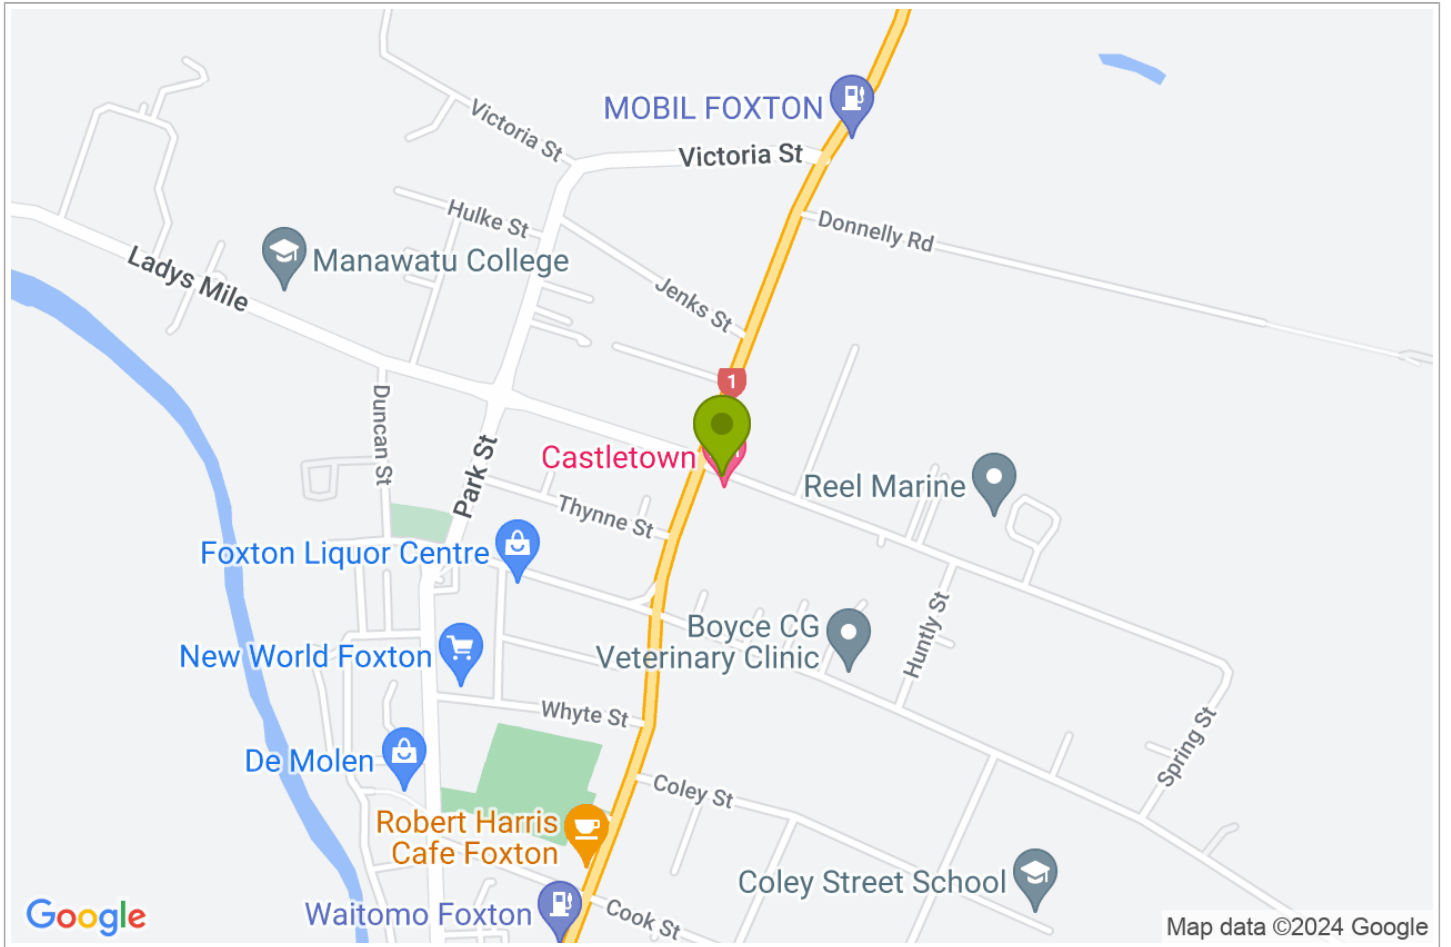 MOBIL FOXTON
Victoria St
Victoria St
Hulke St
Donnelly Rd
Manawatu College
Ladys Mile
Jenks St
1
Duncan St
Park St
Castletown
Reel Marine
Thynne St
Foxton Liquor Centre
Huntly St
Boyce CG
Veterinary Clinic
New World Foxton
Whyte St
Spring St
De Molen
Coley St
Robert Harris
Cafe Foxton
Coley Street School
Waitomo Foxton
Cook St
Google
Map data ©2024 Google